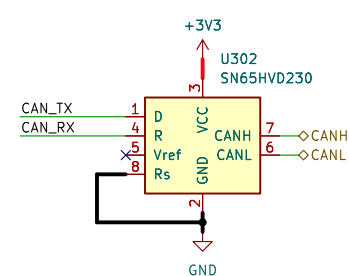 +3V3
U302
SN65HVD230
3
VCC
CAN_TX 1 D
CAN_RX 4 R CANH 7 CANH
5 Vref CANL 6 CANL
8 Rs
GND
2
GND